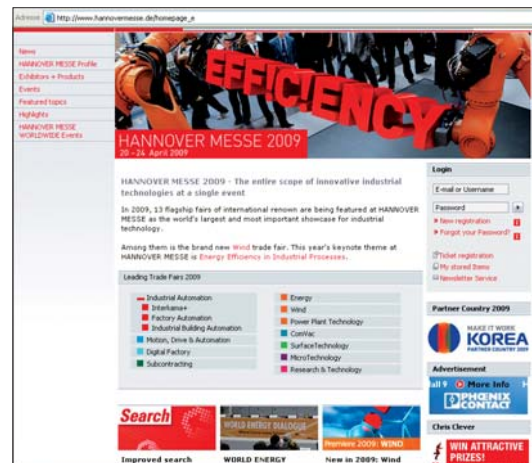 Adresse http://www.hannovermesse.de/homepage_e
News
HANNOVER MESSE Profile
Exhibitors + Products
Events
Featured topics
Highlights
HANNOVER MESSE
WORLDWIDE Events
EFFICIENCY
HANNOVER MESSE 2009
20 - 24 April 2009
HANNOVER MESSE 2009 - The entire scope of innovative industrial
technologies at a single event
In 2009, 13 flagship fairs of international renown are being featured at HANNOVER
MESSE as the world's largest and most important showcase for industrial
technology.
Among them is the brand new Wind trade fair. This year's keynote theme at
HANNOVER MESSE is Energy Efficiency in Industrial Processes.
Leading Trade Fairs 2009
Industrial Automation
Interkama+
Factory Automation
Industrial Building Automation
Motion, Drive & Automation
Digital Factory
Subcontracting
Energy
Wind
Power Plant Technology
ComVac
SurfaceTechnology
MicroTechnology
Research & Technology
Login
E-mail or Username
Password
New registration
Forgot your Password?
Ticket registration
My stored Items
Newsletter Service
Partner Country 2009
MAKE IT WORK
KOREA
PARTNER COUNTRY 2009
Advertisement
Hall 9 More Info H
PHŒNIX
CONTACT
Chris Clever
WIN ATTRACTIVE
PRIZES!
Search
Improved search
WORLD ENERGY DIALOGUE
WORLD ENERGY
Premiere 2009: WIND
New in 2009: Wind